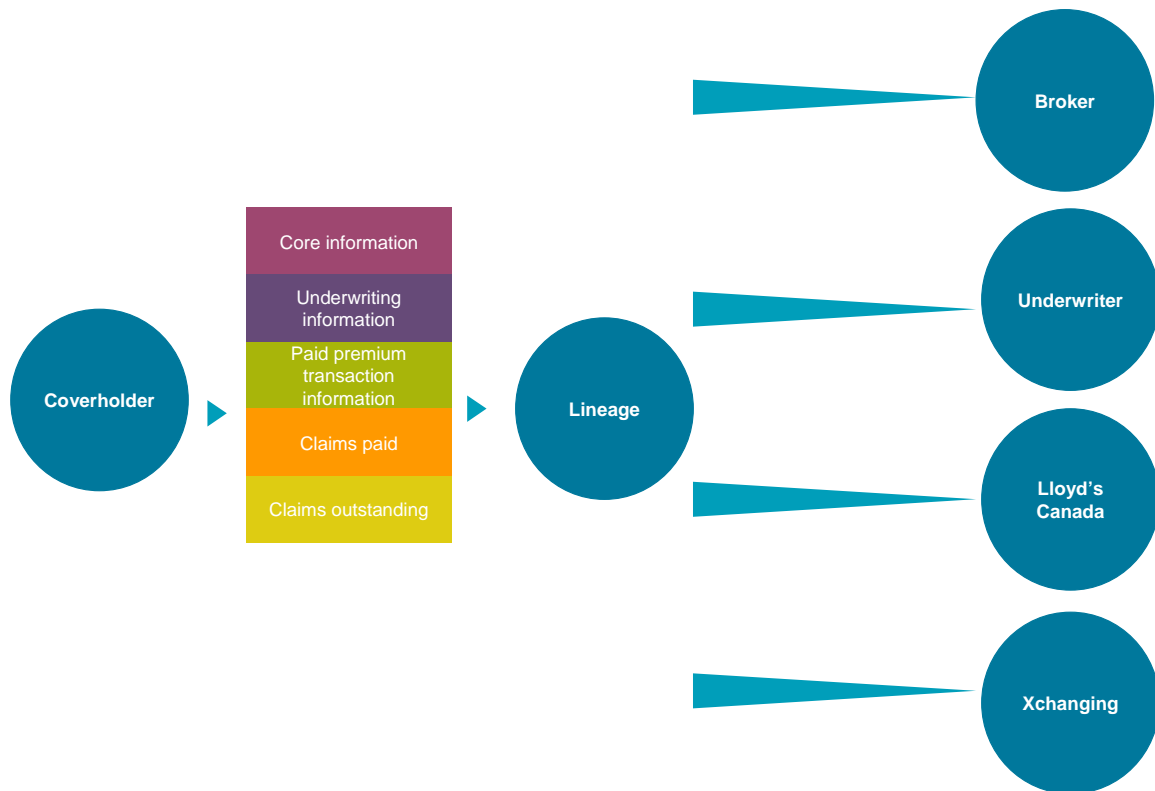 Coverholder
Core information
Underwriting
information
Paid premium
transaction
information
Claims paid
Claims outstanding
Lineage
Broker
Underwriter
Lloyd’s
Canada
Xchanging